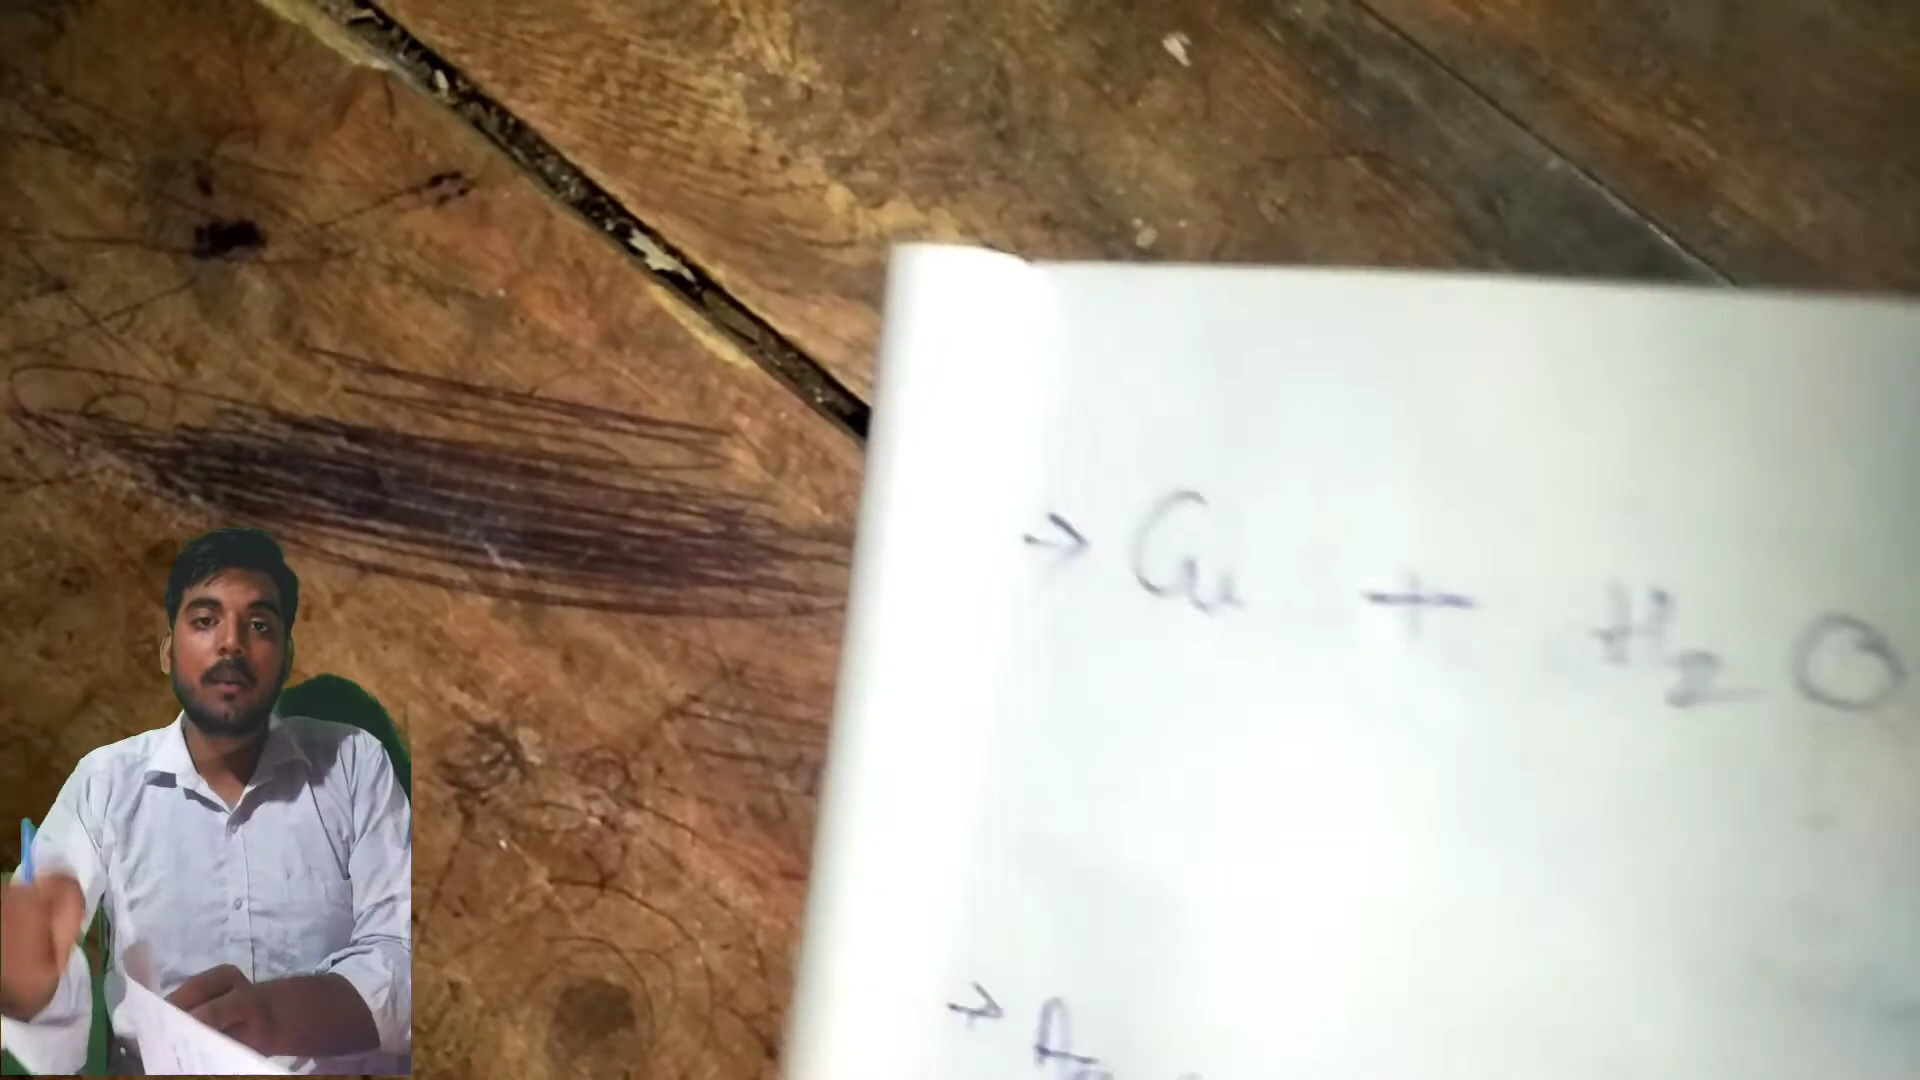 → Cu + H₂O
→